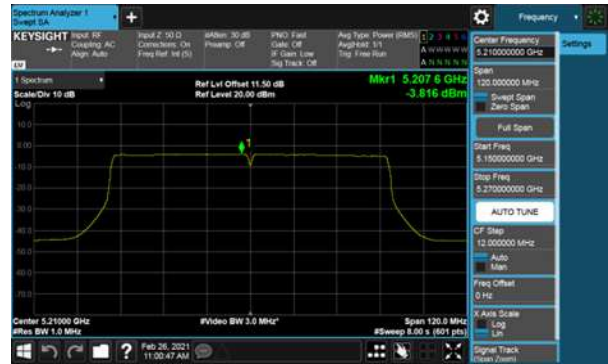 Spectrum Analyzer 1
Swept SA
+
Frequency
KEYSIGHT
Input: RF
Coupling: AC
Align: Auto
Input Z: 50 Ω
Corrections: On
Freq Ref: Int (S)
#Atten: 30 dB
Preamp: Off
PNO: Fast
Gate: Off
IF Gain: Low
Sig Track: Off
Avg Type: Power (RMS)
Avg|Hold: 1/1
Trig: Free Run
1 2 3 4 5 6
A W W W W W
A N N N N N
LM
1 Spectrum
Scale/Div 10 dB
Ref Lvl Offset 11.50 dB
Ref Level 20.00 dBm
Mkr1 5.207 6 GHz
-3.816 dBm
Log
10.0
0.00
1
Center 5.21000 GHz
#Res BW 1.0 MHz
#Video BW 3.0 MHz*
Span 120.0 MHz
#Sweep 8.00 s (601 pts)
Feb 26, 2021
11:00:47 AM
Center Frequency
5.210000000 GHz
Settings
Span
120.000000 MHz
Swept Span
Zero Span
Full Span
Start Freq
5.150000000 GHz
Stop Freq
5.270000000 GHz
AUTO TUNE
CF Step
12.000000 MHz
Auto
Man
Freq Offset
0 Hz
X Axis Scale
Log
Lin
Signal Track
(Span Zoom)